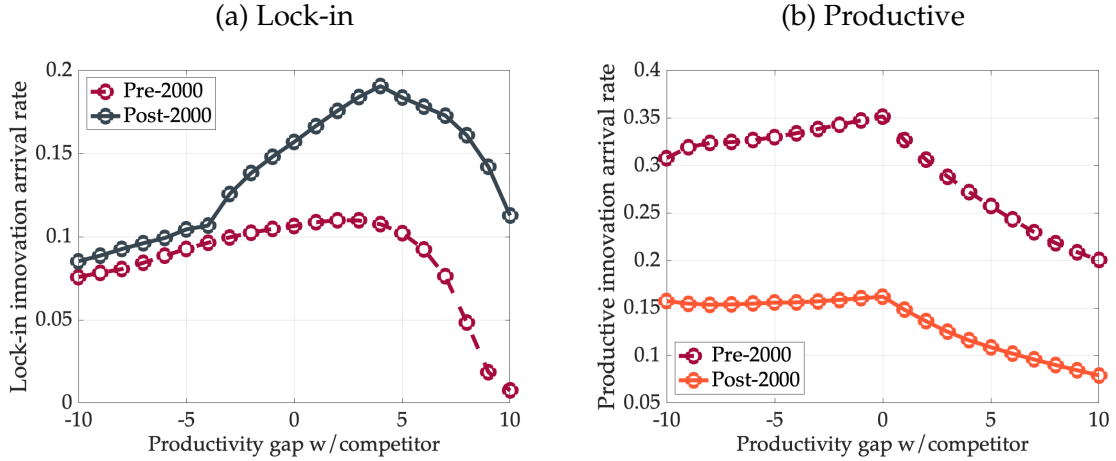 (a) Lock-in
Lock-in innovation arrival rate
0.2
0.15
0.1
0.05
0
Pre-2000
Post-2000
-10
-5
0
5
10
Productivity gap w/competitor
(b) Productive
Productive innovation arrival rate
0.4
0.35
0.3
0.25
0.2
0.15
0.1
0.05
Pre-2000
Post-2000
-10
-5
0
5
10
Productivity gap w/competitor